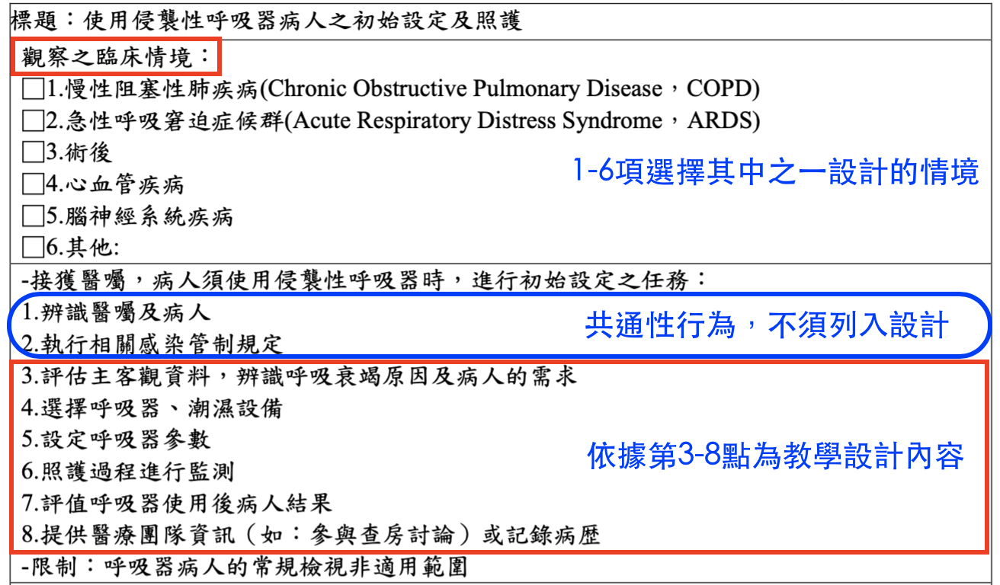 標題：使用侵襲性呼吸器病人之初始設定及照護
觀察之臨床情境：
□1.慢性阻塞性肺疾病(Chronic Obstructive Pulmonary Disease，COPD)
□2.急性呼吸窘迫症候群(Acute Respiratory Distress Syndrome，ARDS)
□3.術後
1-6項選擇其中之一設計的情境
□4.心血管疾病
□5.腦神經系統疾病
□6.其他:
-接獲醫囑，病人須使用侵襲性呼吸器時，進行初始設定之任務：
1.辨識醫囑及病人
共通性行為，不須列入設計
2.執行相關感染管制規定
3.評估主客觀資料，辨識呼吸衰竭原因及病人的需求
4.選擇呼吸器、潮濕設備
5.設定呼吸器參數
依據第3-8點為教學設計內容
6.照護過程進行監測
7.評值呼吸器使用後病人結果
8.提供醫療團隊資訊（如：參與查房討論）或記錄病歷
-限制：呼吸器病人的常規檢視非適用範圍